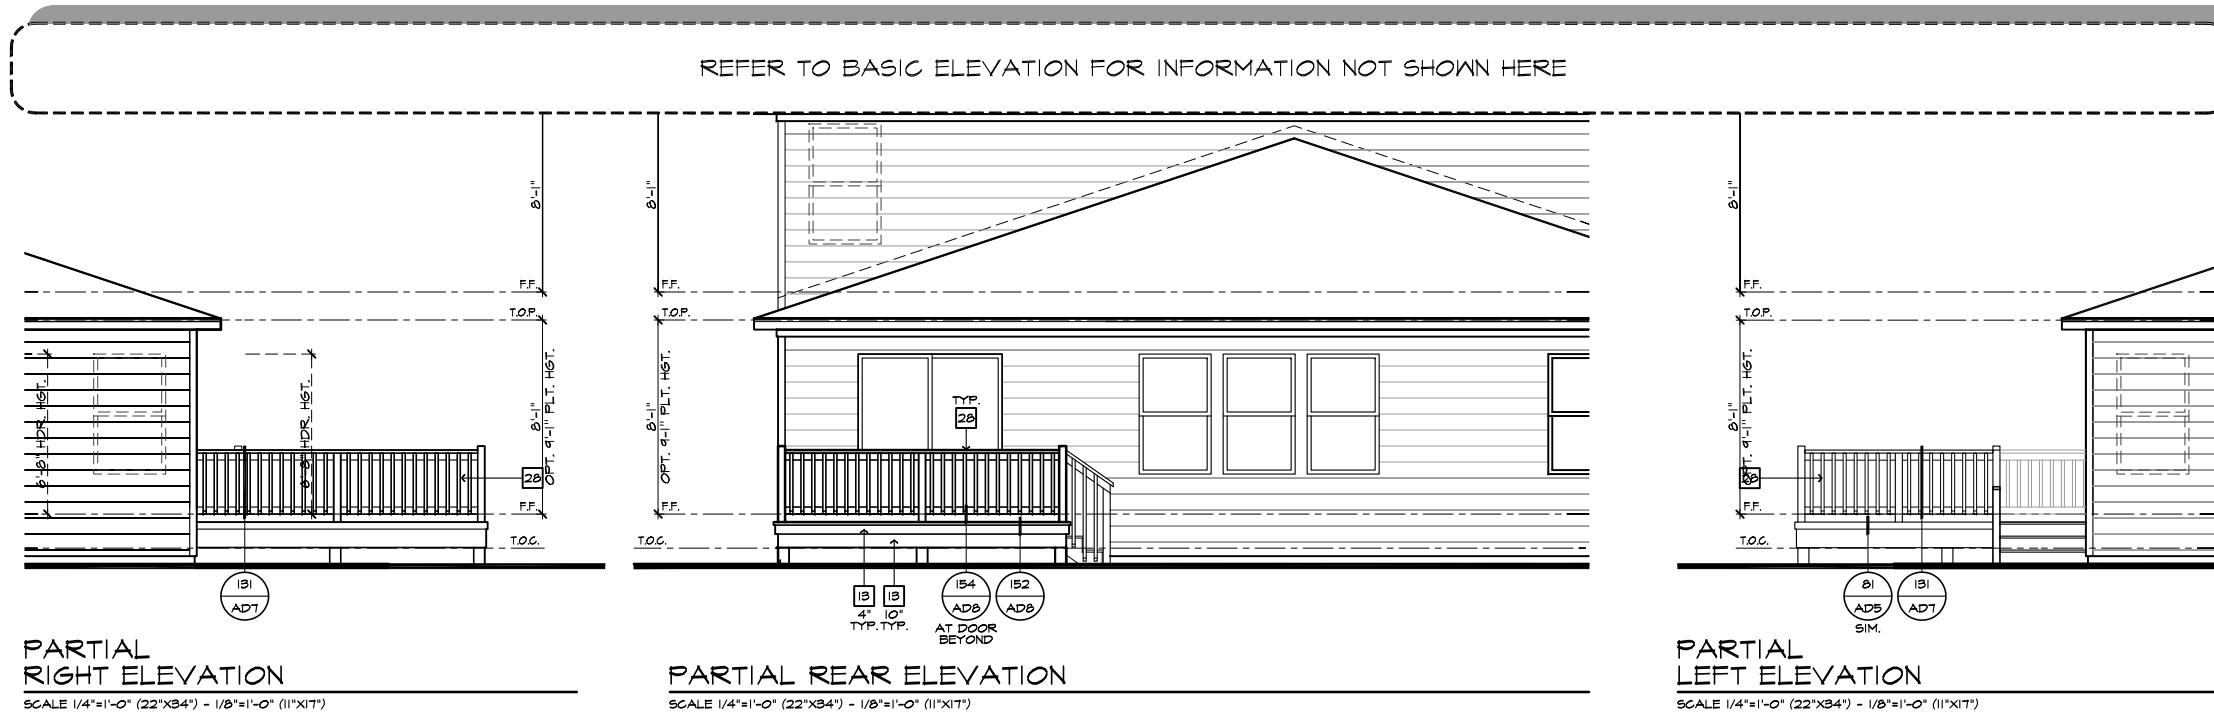 REFER TO BASIC ELEVATION FOR INFORMATION NOT SHOWN HERE
8'-1"
F.F.
T.O.P.
6'-8" HDR. HGT.
6'-8" HDR. HGT.
8'-1"
OPT. 9'-1" PLT. HGT.
28
F.F.
T.O.C.
131
AD7
PARTIAL
RIGHT ELEVATION
SCALE 1/4"=1'-0" (22"X34") - 1/8"=1'-0" (11"X17")
8'-1"
F.F.
T.O.P.
8'-1"
OPT. 9'-1" PLT. HGT.
TYP.
28
F.F.
T.O.C.
13
4"
TYP.
13
10"
TYP.
154
AD8
AT DOOR
BEYOND
152
AD8
PARTIAL REAR ELEVATION
SCALE 1/4"=1'-0" (22"X34") - 1/8"=1'-0" (11"X17")
8'-1"
F.F.
T.O.P.
8'-1"
OPT. 9'-1" PLT. HGT.
28
F.F.
T.O.C.
81
AD5
SIM.
131
AD7
PARTIAL
LEFT ELEVATION
SCALE 1/4"=1'-0" (22"X34") - 1/8"=1'-0" (11"X17")